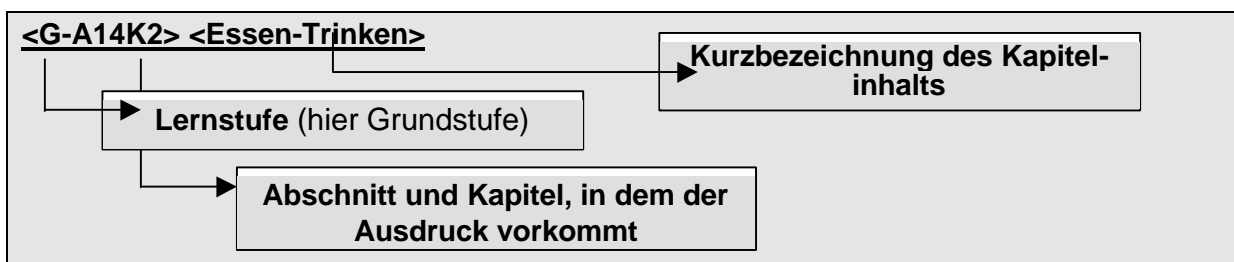 <G-A14K2> <Essen-Trinken>
Kurzbezeichnung des Kapitel-
inhalts
Lernstufe (hier Grundstufe)
Abschnitt und Kapitel, in dem der
Ausdruck vorkommt